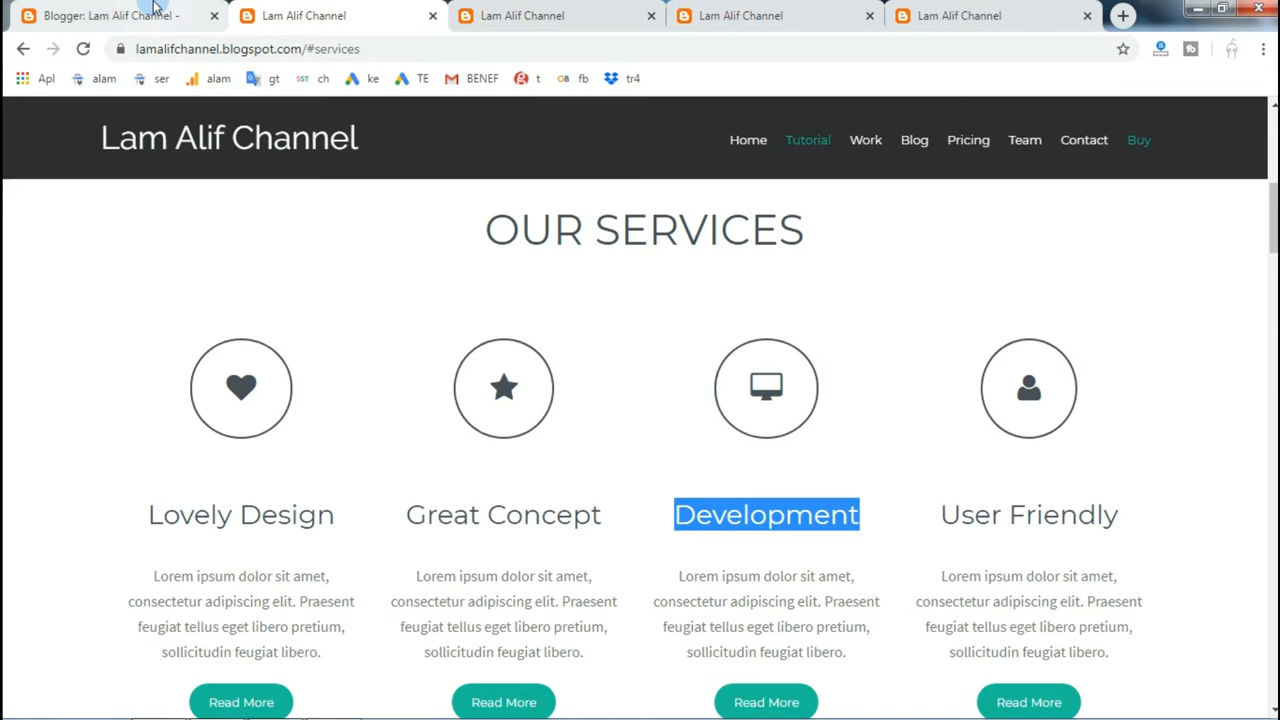 Blogger: Lam Alif Channel -
Lam Alif Channel
Lam Alif Channel
Lam Alif Channel
Lam Alif Channel
lamalifchannel.blogspot.com/#services
Apl alam ser alam gt SST ch ke TE BENEF t OB fb tr4
Lam Alif Channel
Home Tutorial Work Blog Pricing Team Contact Buy
OUR SERVICES
Lovely Design
Lorem ipsum dolor sit amet,
consectetur adipiscing elit. Praesent
feugiat tellus eget libero pretium,
sollicitudin feugiat libero.
Read More
Great Concept
Lorem ipsum dolor sit amet,
consectetur adipiscing elit. Praesent
feugiat tellus eget libero pretium,
sollicitudin feugiat libero.
Read More
Development
Lorem ipsum dolor sit amet,
consectetur adipiscing elit. Praesent
feugiat tellus eget libero pretium,
sollicitudin feugiat libero.
Read More
User Friendly
Lorem ipsum dolor sit amet,
consectetur adipiscing elit. Praesent
feugiat tellus eget libero pretium,
sollicitudin feugiat libero.
Read More